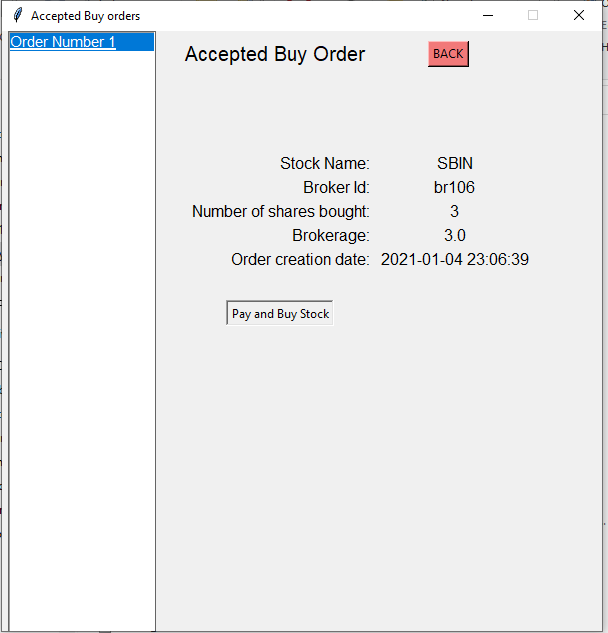 Accepted Buy orders
Order Number 1
Accepted Buy Order
BACK
Stock Name: SBIN
Broker Id: br106
Number of shares bought: 3
Brokerage: 3.0
Order creation date: 2021-01-04 23:06:39
Pay and Buy Stock